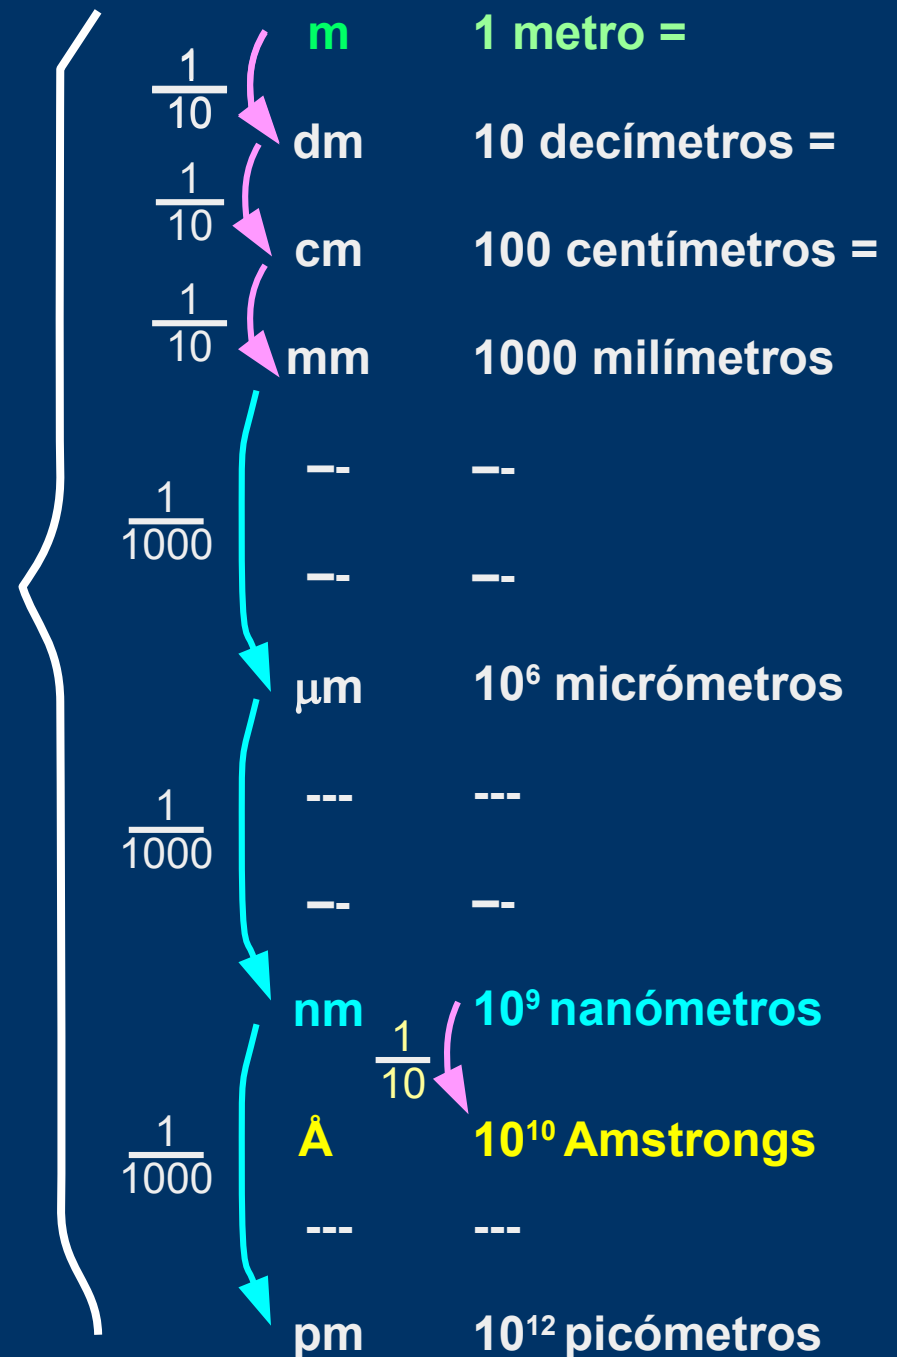 m 1 metro =
1
10
dm 10 decímetros =
1
10
cm 100 centímetros =
1
10
mm 1000 milímetros
–- –-
1
1000
–- –-
μm 10⁶ micrómetros
--- ---
1
1000
–- –-
nm 10⁹ nanómetros
1
10
Å 10¹⁰ Amstrongs
1
1000
--- ---
pm 10¹² picómetros